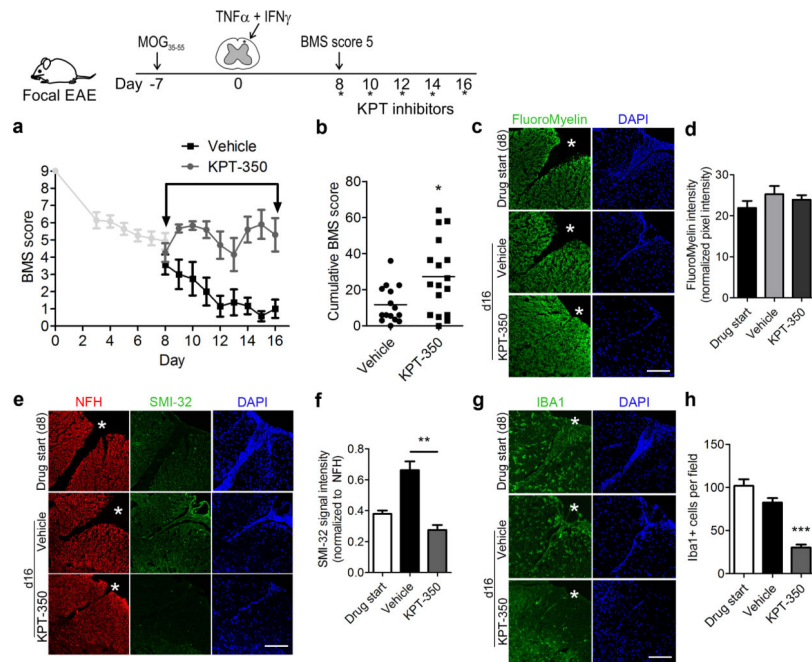 TNFα + IFNγ
MOG35-55
BMS score 5
Focal EAE
Day -7 0 8 10 12 14 16
* * * * *
KPT inhibitors
a
Vehicle
KPT-350
BMS score
9
8
7
6
5
4
3
2
1
0
0 2 4 6 8 10 12 14 16
Day
b
*
Cumulative BMS score
80
60
40
20
0
Vehicle
KPT-350
c
FluoroMyelin DAPI
Drug start (d8)
Vehicle
KPT-350
d16
*
*
*
d
FluoroMyelin intensity
(normalized pixel intensity)
40
30
20
10
0
Drug start
Vehicle
KPT-350
e
NFH SMI-32 DAPI
Drug start (d8)
Vehicle
KPT-350
d16
*
*
*
f
**
SMI-32 signal intensity
(normalized to NFH)
0.8
0.6
0.4
0.2
0.0
Drug start
Vehicle
KPT-350
g
IBA1 DAPI
Drug start (d8)
Vehicle
KPT-350
d16
*
*
*
h
***
Iba1+ cells per field
150
100
50
0
Drug start
Vehicle
KPT-350